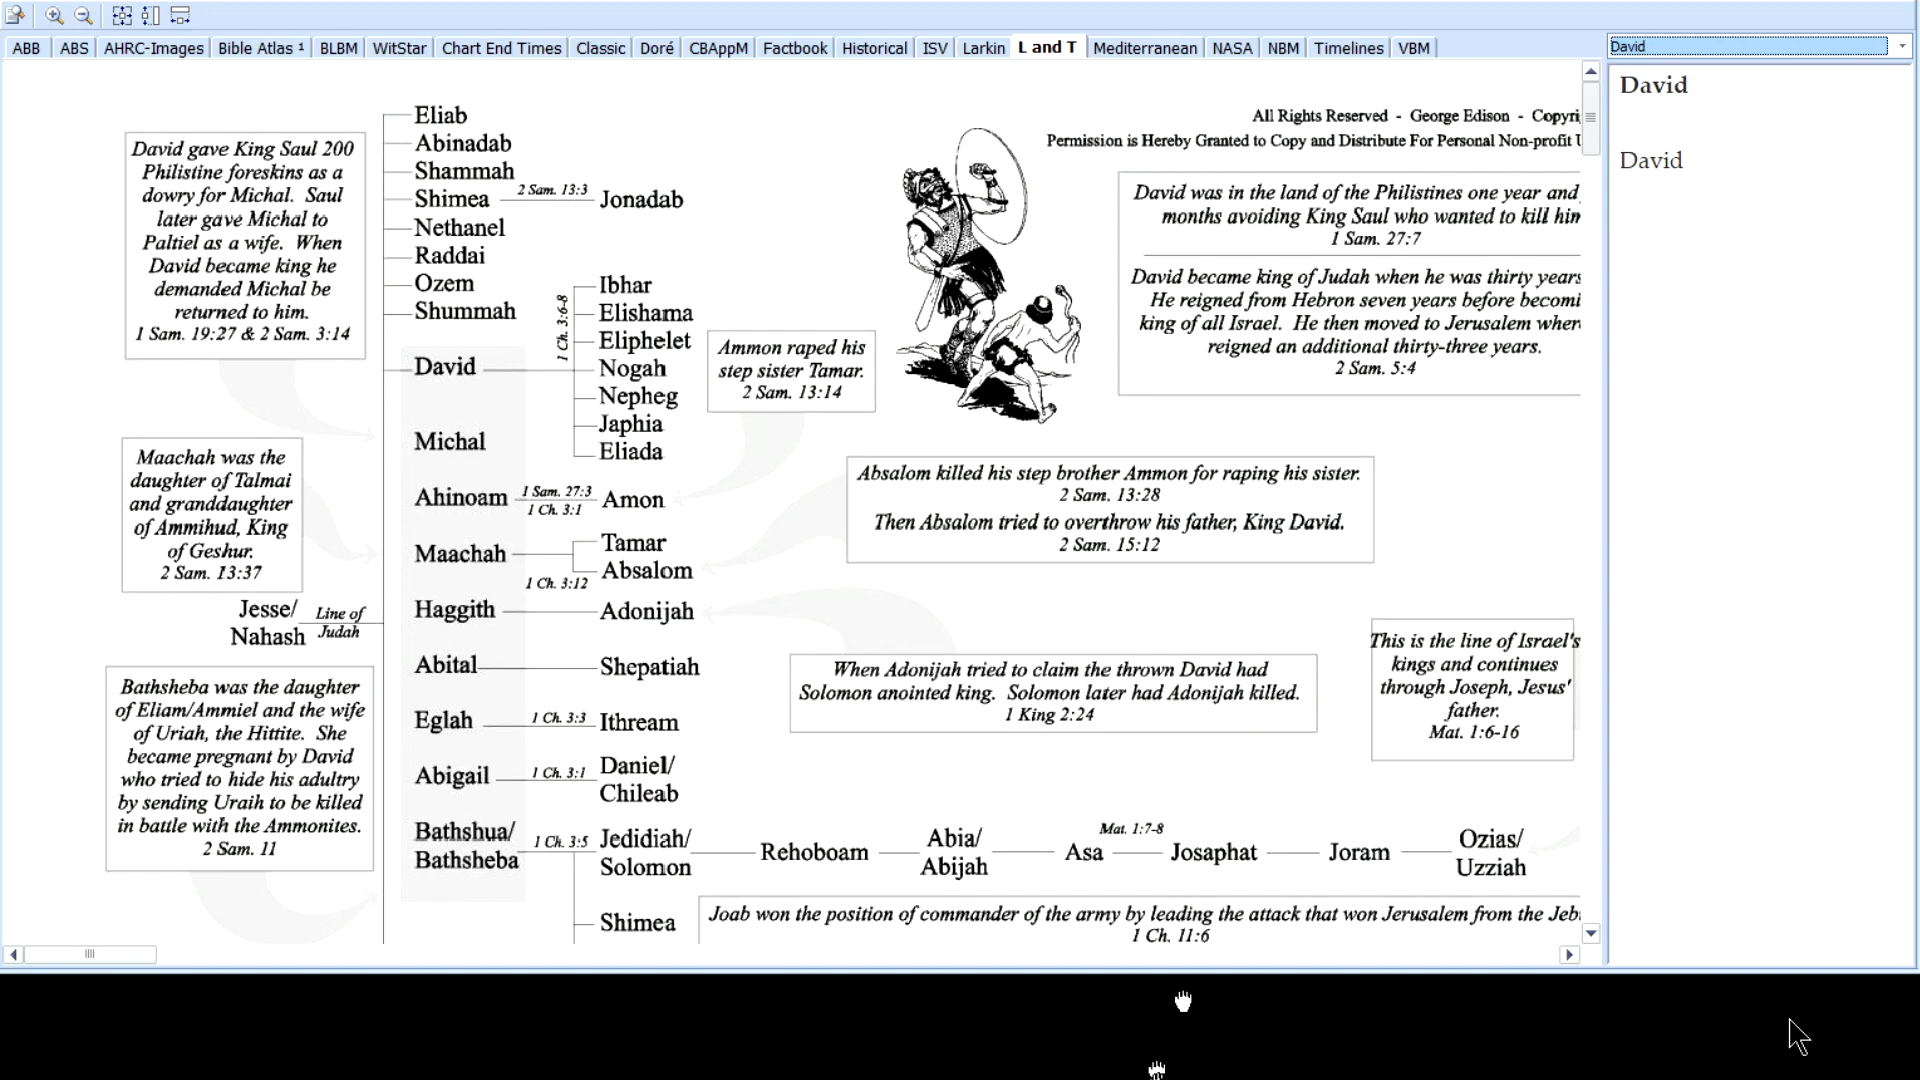 ABB ABS AHRC-Images Bible Atlas ¹ BLBM WitStar Chart End Times Classic Doré CBAppM Factbook Historical ISV Larkin L and T Mediterranean NASA NBM Timelines VBM
David
David
David
All Rights Reserved - George Edison - Copyri
Permission is Hereby Granted to Copy and Distribute For Personal Non-profit U
David gave King Saul 200
Philistine foreskins as a
dowry for Michal. Saul
later gave Michal to
Paltiel as a wife. When
David became king he
demanded Michal be
returned to him.
1 Sam. 19:27 & 2 Sam. 3:14
Eliab
Abinadab
Shammah
Shimea 2 Sam. 13:3 Jonadab
Nethanel
Raddai
Ozem
Shummah
David
1 Ch. 3:6-8
Ibhar
Elishama
Eliphelet
Nogah
Nepheg
Japhia
Eliada
Ammon raped his
step sister Tamar.
2 Sam. 13:14
David was in the land of the Philistines one year and
months avoiding King Saul who wanted to kill him
1 Sam. 27:7
David became king of Judah when he was thirty years
He reigned from Hebron seven years before becomi
king of all Israel. He then moved to Jerusalem where
reigned an additional thirty-three years.
2 Sam. 5:4
Michal
Maachah was the
daughter of Talmai
and granddaughter
of Ammihud, King
of Geshur.
2 Sam. 13:37
Ahinoam 1 Sam. 27:3 Amon
1 Ch. 3:1
Maachah
1 Ch. 3:12
Tamar
Absalom
Absalom killed his step brother Ammon for raping his sister.
2 Sam. 13:28
Then Absalom tried to overthrow his father, King David.
2 Sam. 15:12
Jesse/
Nahash
Line of
Judah
Haggith Adonijah
Abital Shepatiah
When Adonijah tried to claim the thrown David had
Solomon anointed king. Solomon later had Adonijah killed.
1 King 2:24
This is the line of Israel's
kings and continues
through Joseph, Jesus'
father.
Mat. 1:6-16
Bathsheba was the daughter
of Eliam/Ammiel and the wife
of Uriah, the Hittite. She
became pregnant by David
who tried to hide his adultry
by sending Uraih to be killed
in battle with the Ammonites.
2 Sam. 11
Eglah 1 Ch. 3:3 Ithream
Abigail 1 Ch. 3:1 Daniel/
Chileab
Bathshua/
Bathsheba
1 Ch. 3:5
Jedidiah/
Solomon
Rehoboam
Abia/
Abijah
Asa
Mat. 1:7-8
Josaphat
Joram
Ozias/
Uzziah
Shimea
Joab won the position of commander of the army by leading the attack that won Jerusalem from the Jeb
1 Ch. 11:6